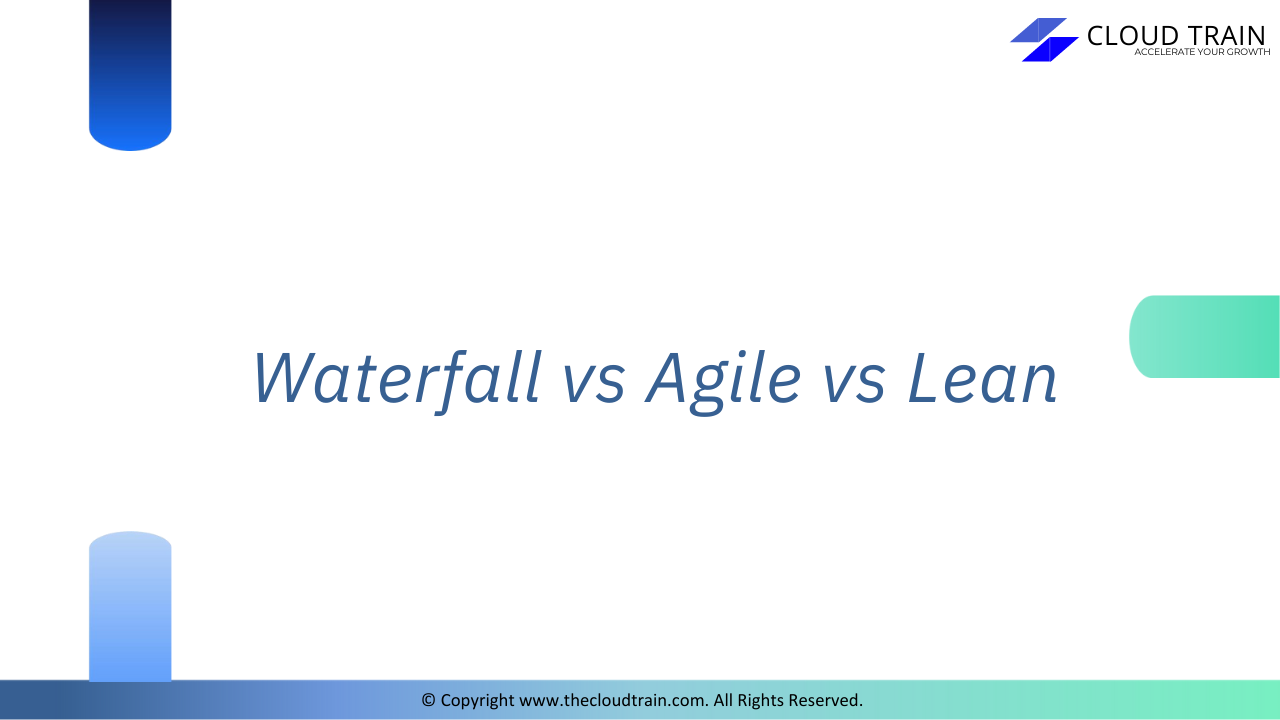 CLOUD TRAIN
ACCELERATE YOUR GROWTH
Waterfall vs Agile vs Lean
© Copyright www.thecloudtrain.com. All Rights Reserved.